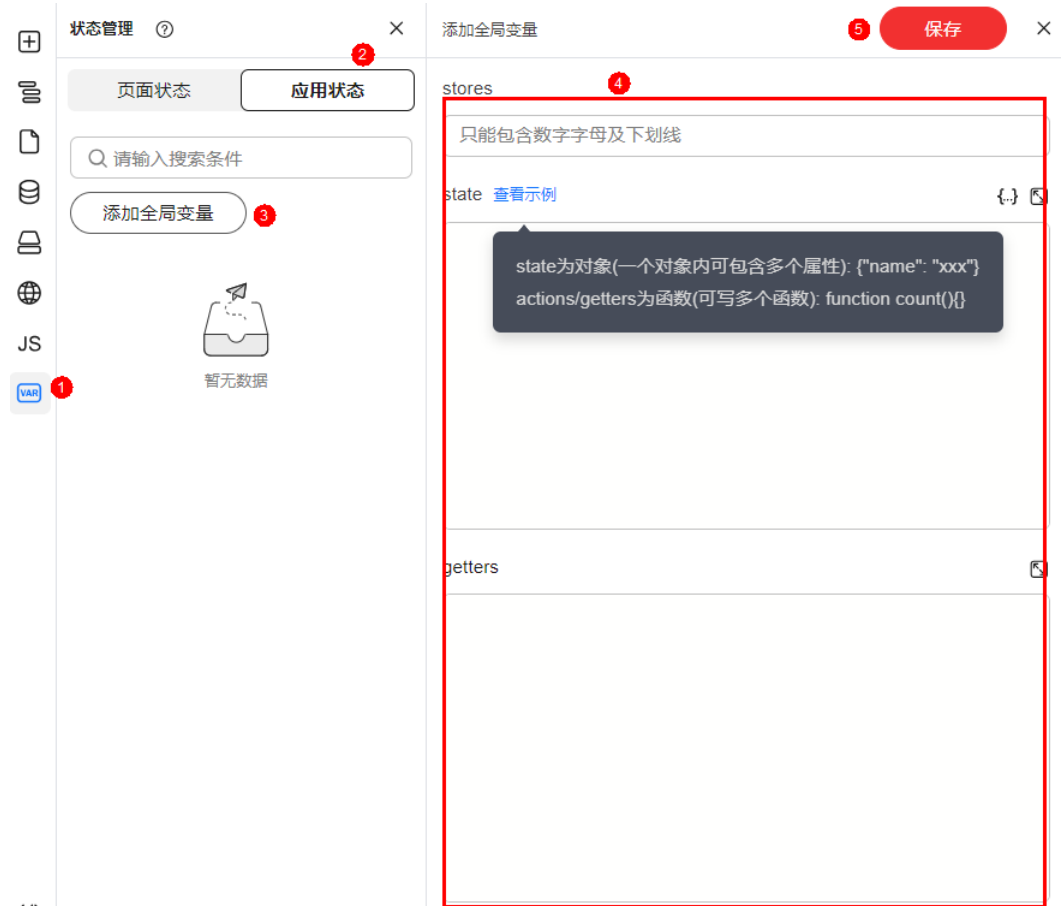 状态管理 ?
2
页面状态 应用状态
请输入搜索条件
添加全局变量 3
暂无数据
JS
VAR 1
添加全局变量 5 保存
stores 4
只能包含数字字母及下划线
state 查看示例 {..}
state为对象(一个对象内可包含多个属性): {"name": "xxx"}
actions/getters为函数(可写多个函数): function count(){}
getters